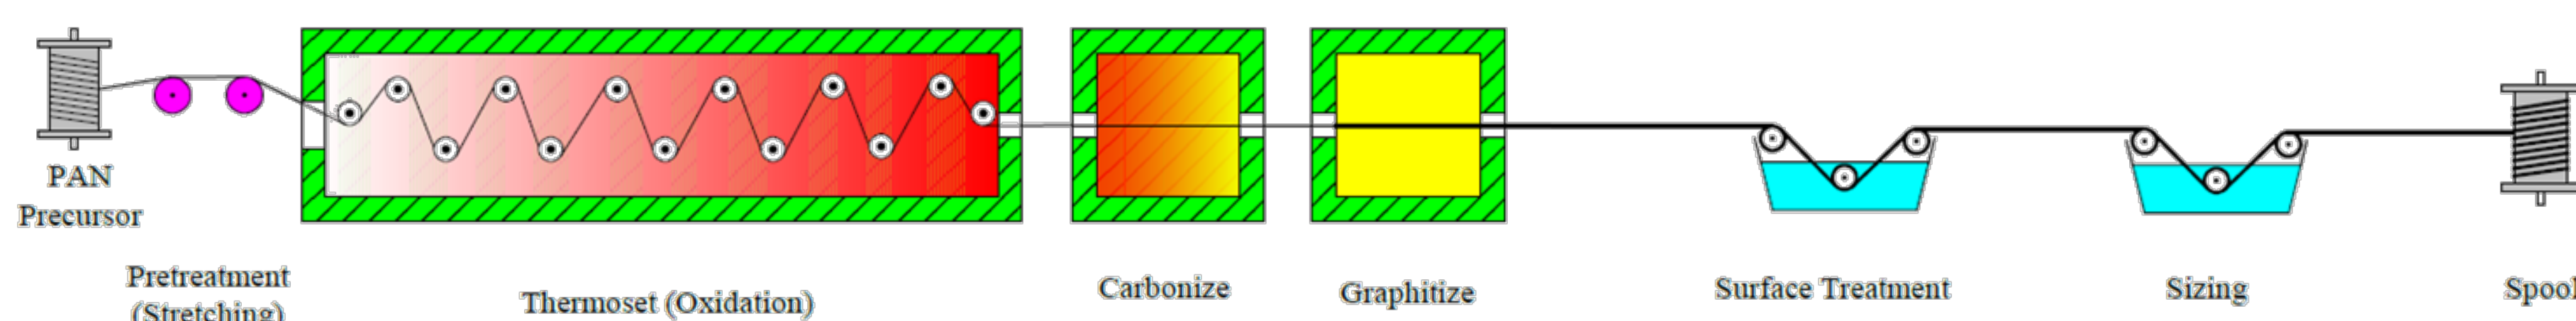 PAN
Precursor
Pretreatment
(Stretching)
Thermoset (Oxidation)
Carbonize
Graphitize
Surface Treatment
Sizing
Spool